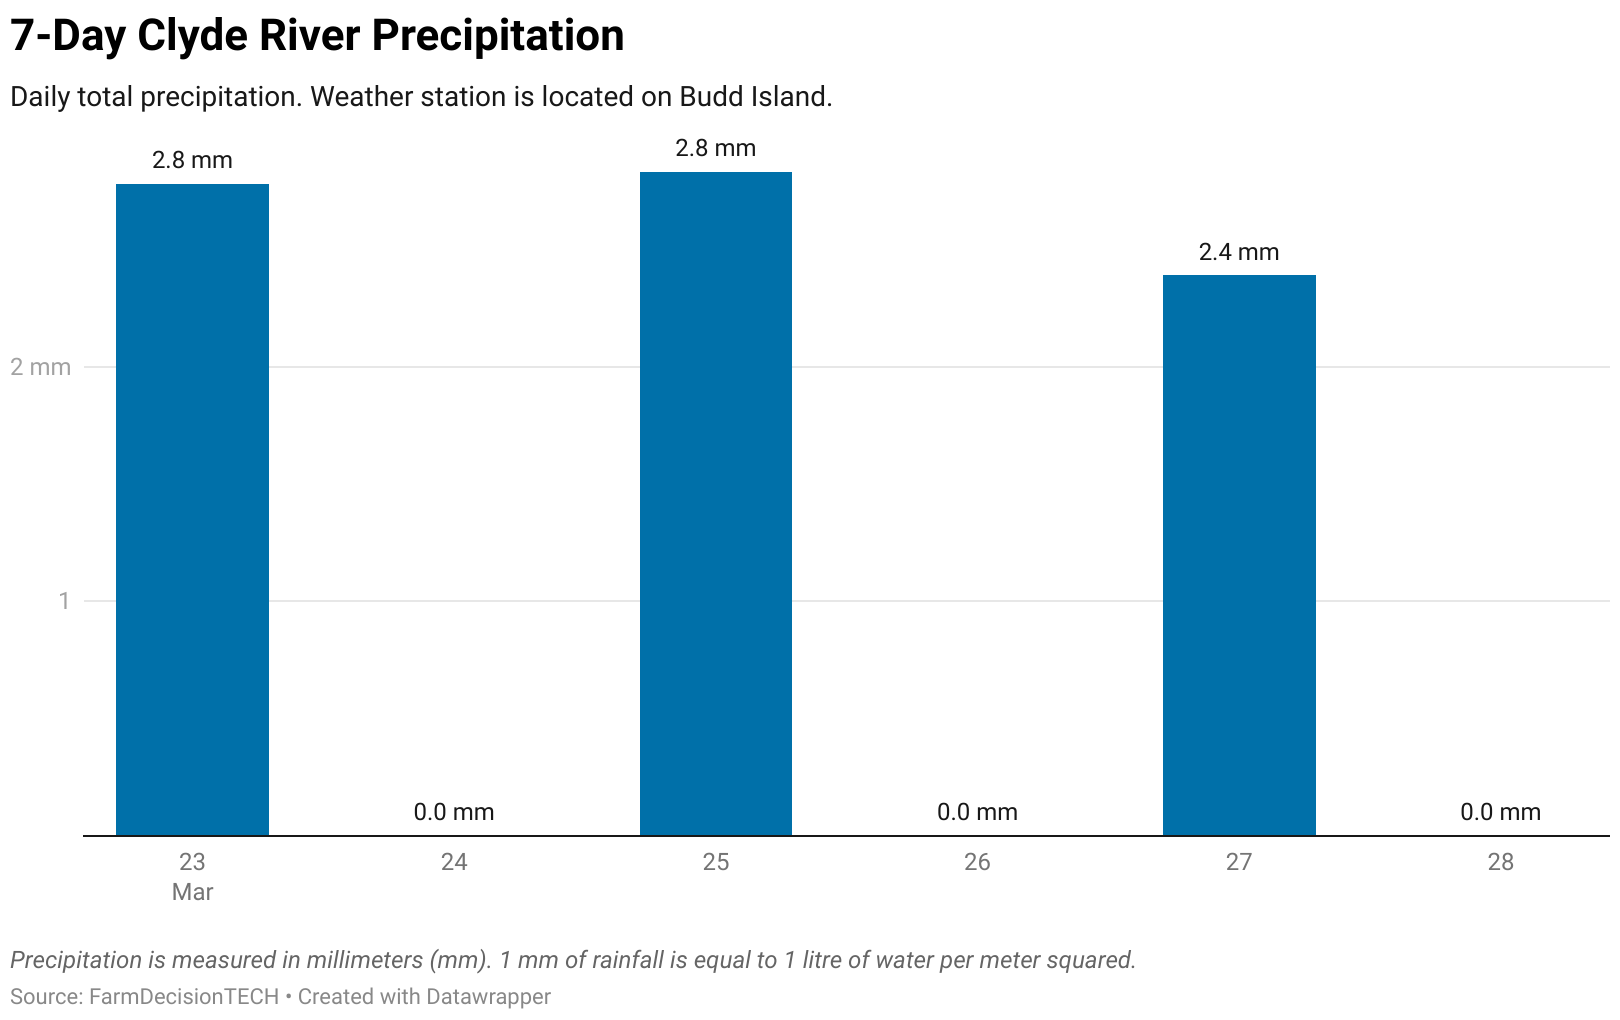 7-Day Clyde River Precipitation
Daily total precipitation. Weather station is located on Budd Island.
2.8 mm
2.8 mm
2.4 mm
2 mm
1
0.0 mm
0.0 mm
0.0 mm
23
24
25
26
27
28
Mar
Precipitation is measured in millimeters (mm). 1 mm of rainfall is equal to 1 litre of water per meter squared.
Source: FarmDecisionTECH • Created with Datawrapper